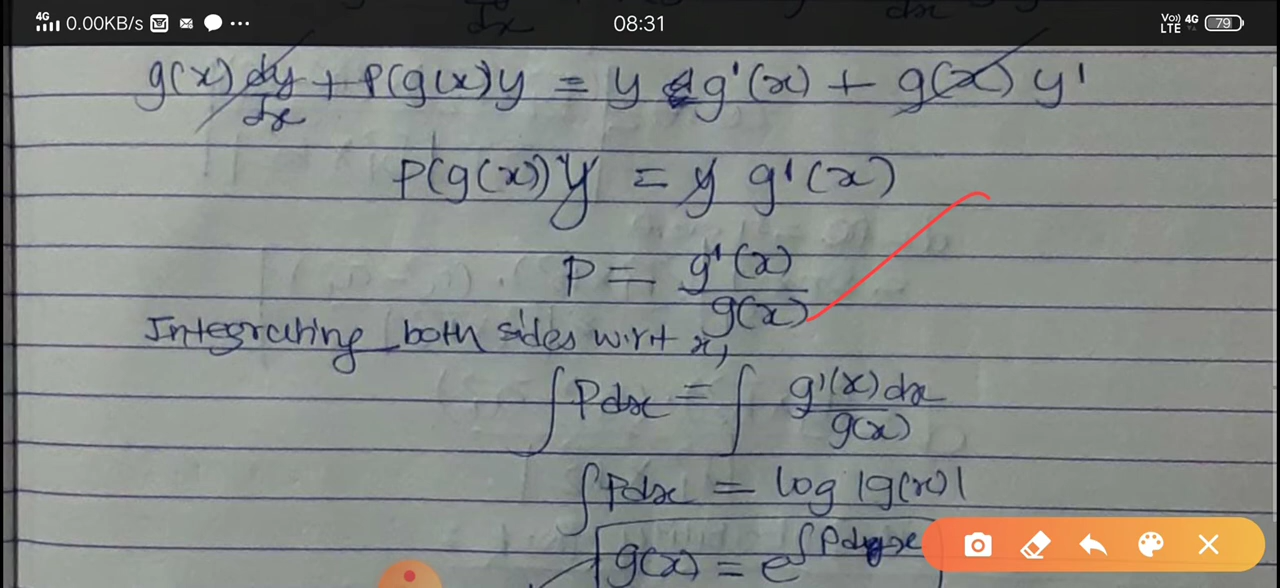 4G 0.00KB/s ... 08:31 Vo)) LTE 4G 79
g(x) dy/dx + P(g(x)y = y g'(x) + g(x) y'
P(g(x))y = y g'(x)
P = g'(x)/g(x)
Integrating both sides w.r.t x,
∫Pdx = ∫ g'(x)dx/g(x)
∫Pdx = log |g(x)|
g(x) = e^∫Pdx